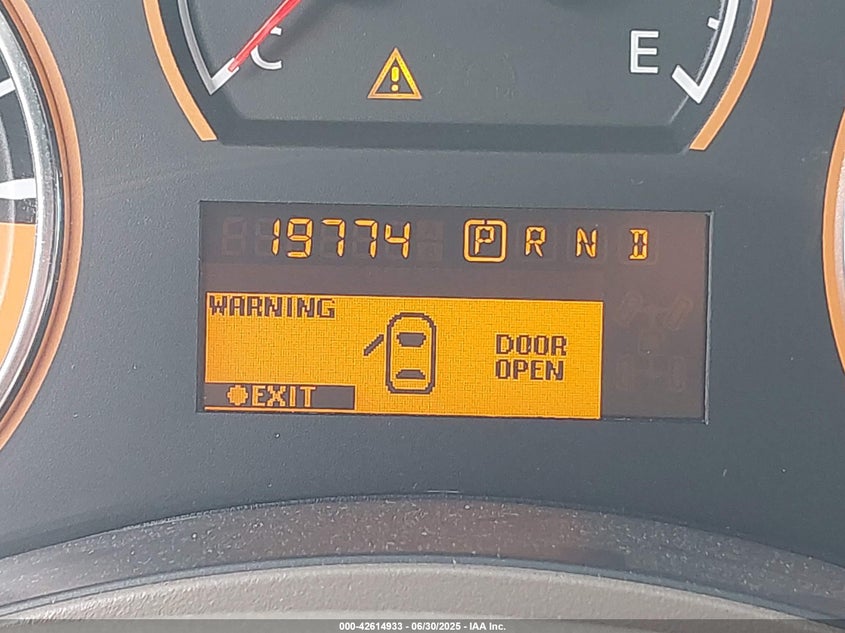 C E
19774 P R N D
WARNING
DOOR
OPEN
EXIT
000-42614933 - 06/30/2025 - IAA Inc.